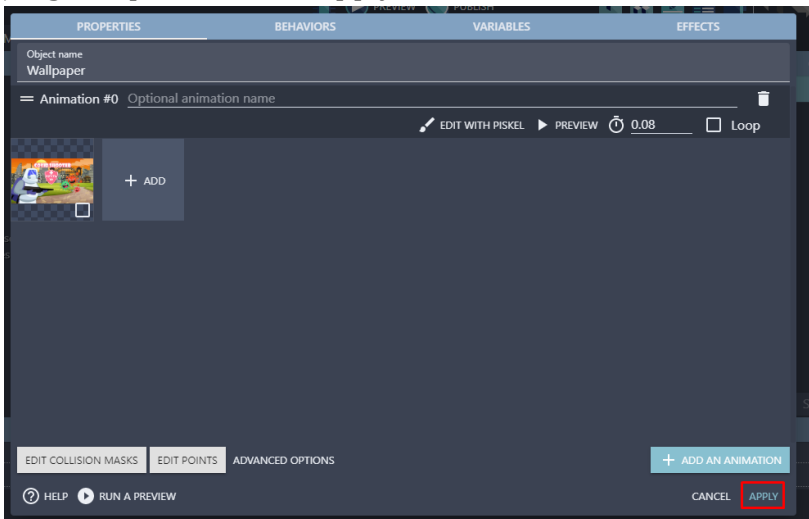 PREVIEW PUBLISH
PROPERTIES BEHAVIORS VARIABLES EFFECTS
Object name
Wallpaper
Animation #0 Optional animation name
EDIT WITH PISKEL PREVIEW 0.08 Loop
+ ADD
EDIT COLLISION MASKS EDIT POINTS ADVANCED OPTIONS + ADD AN ANIMATION
? HELP RUN A PREVIEW CANCEL APPLY